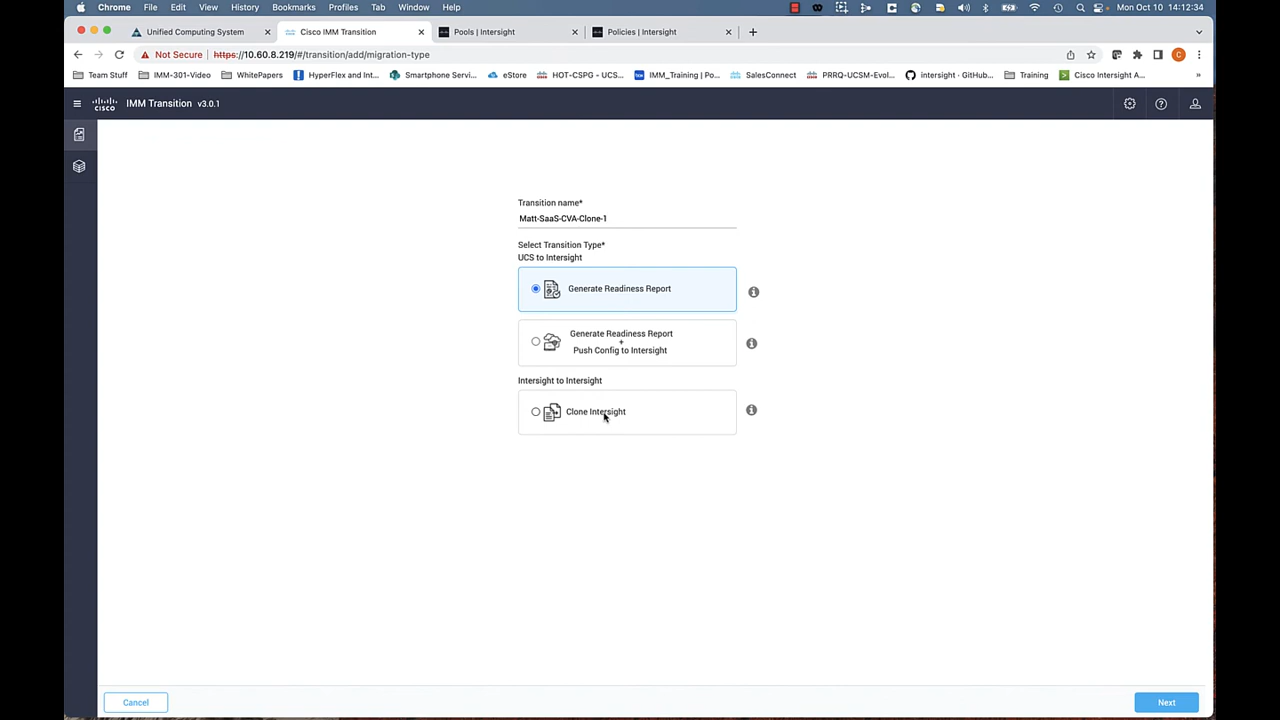 Chrome File Edit View History Bookmarks Profiles Tab Window Help Mon Oct 10 14:12:34
Unified Computing System Cisco IMM Transition Pools | Intersight Policies | Intersight
Not Secure https://10.60.8.219/#/transition/add/migration-type C
Team Stuff IMM-301-Video WhitePapers HyperFlex and Int... Smartphone Servi... eStore HOT-CSPG - UCS... IMM_Training | Po... SalesConnect PRRQ-UCSM-Evol... intersight · GitHub... Training Cisco Intersight A... »
cisco IMM Transition v3.0.1
Transition name*
Matt-SaaS-CVA-Clone-1
Select Transition Type*
UCS to Intersight
Generate Readiness Report
Generate Readiness Report
+
Push Config to Intersight
Intersight to Intersight
Clone Intersight
Cancel Next